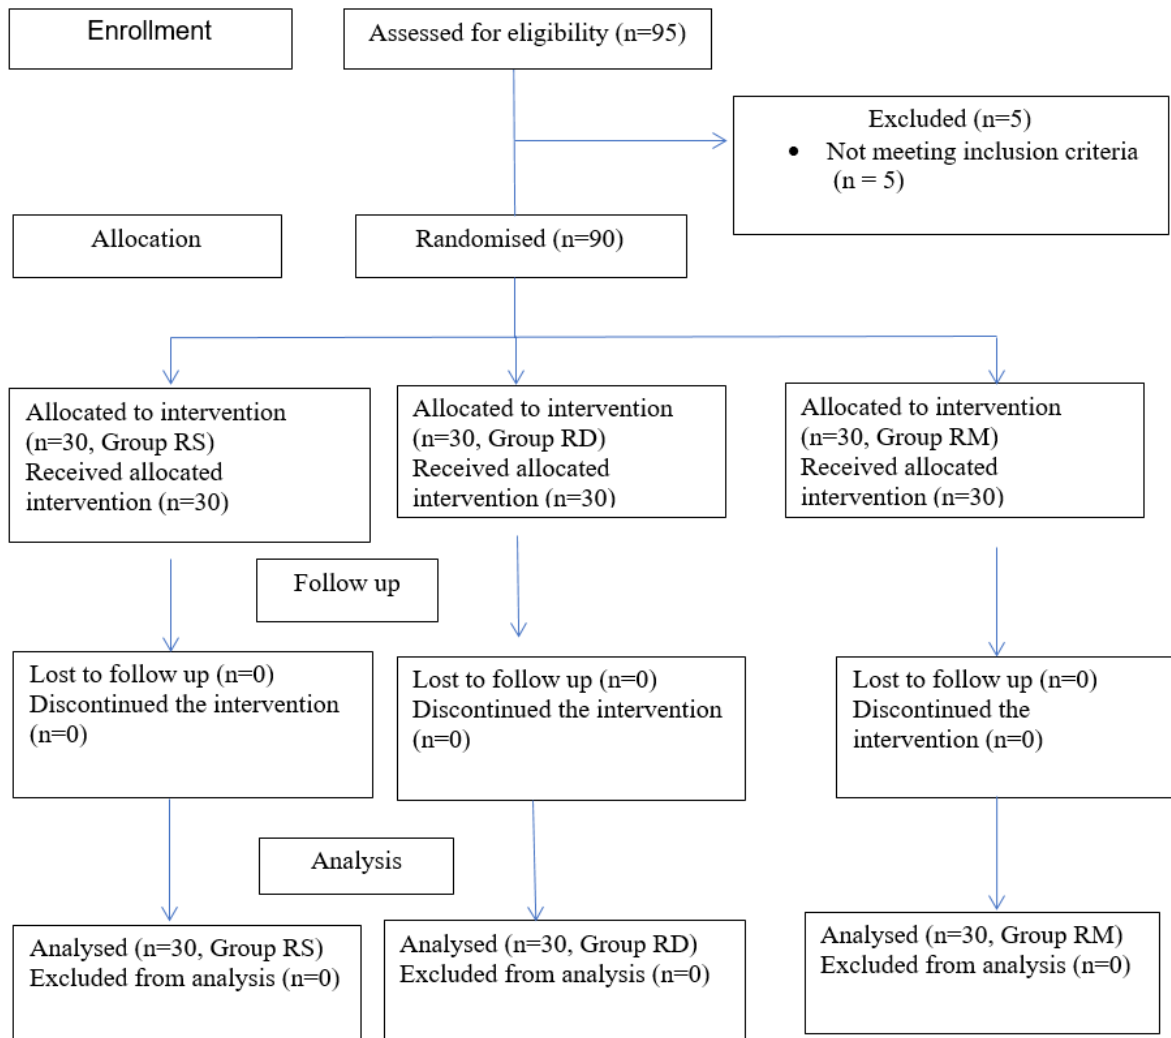 Enrollment
Assessed for eligibility (n=95)
Excluded (n=5)
• Not meeting inclusion criteria
(n = 5)
Allocation
Randomised (n=90)
Allocated to intervention
(n=30, Group RS)
Received allocated
intervention (n=30)
Allocated to intervention
(n=30, Group RD)
Received allocated
intervention (n=30)
Allocated to intervention
(n=30, Group RM)
Received allocated
intervention (n=30)
Follow up
Lost to follow up (n=0)
Discontinued the intervention
(n=0)
Lost to follow up (n=0)
Discontinued the intervention
(n=0)
Lost to follow up (n=0)
Discontinued the
intervention (n=0)
Analysis
Analysed (n=30, Group RS)
Excluded from analysis (n=0)
Analysed (n=30, Group RD)
Excluded from analysis (n=0)
Analysed (n=30, Group RM)
Excluded from analysis (n=0)